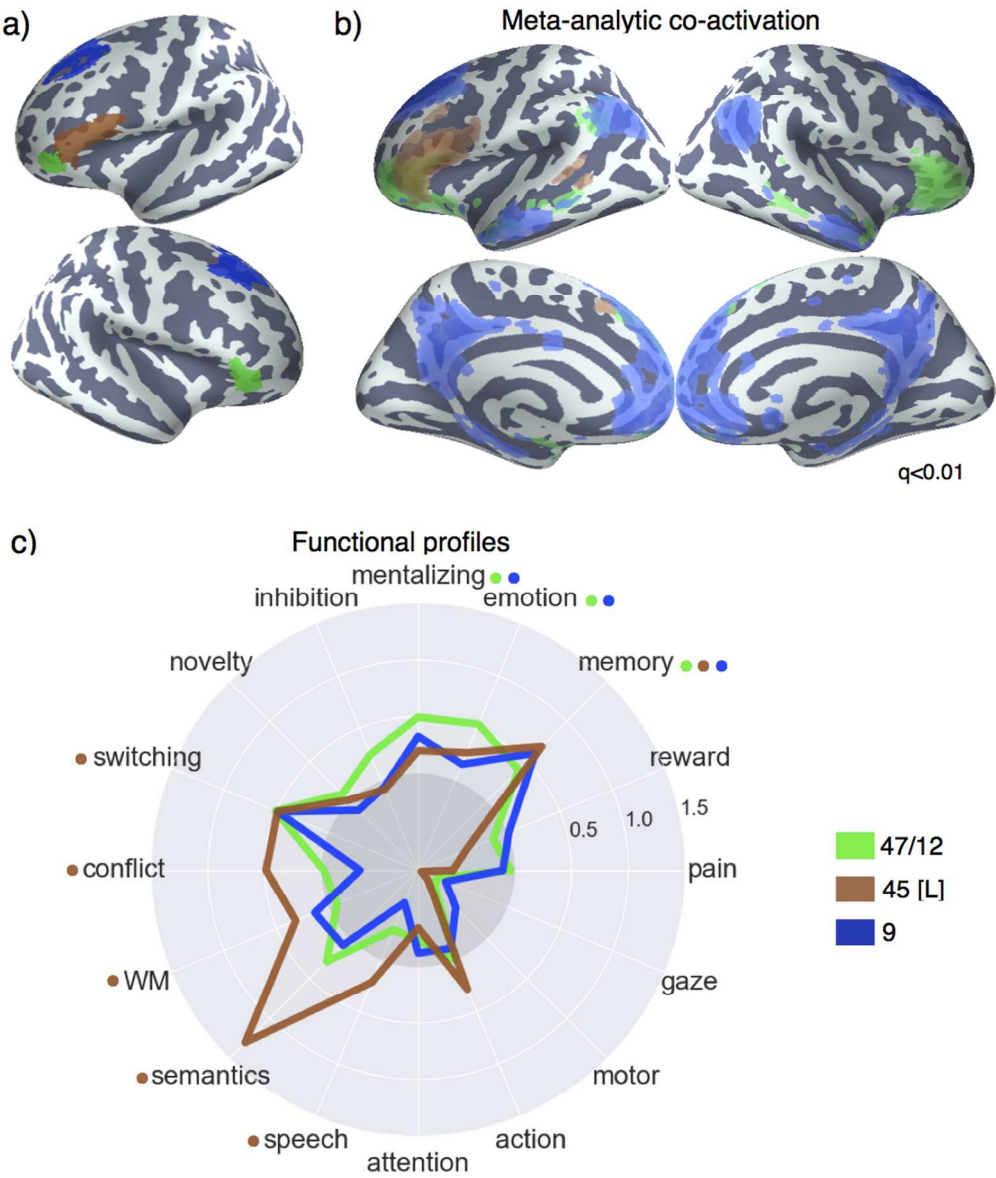 a)
b)
Meta-analytic co-activation
q<0.01
c)
Functional profiles
mentalizing
inhibition
emotion
novelty
memory
switching
reward
0.5
1.0
1.5
conflict
pain
47/12
45 [L]
9
WM
gaze
semantics
motor
speech
action
attention